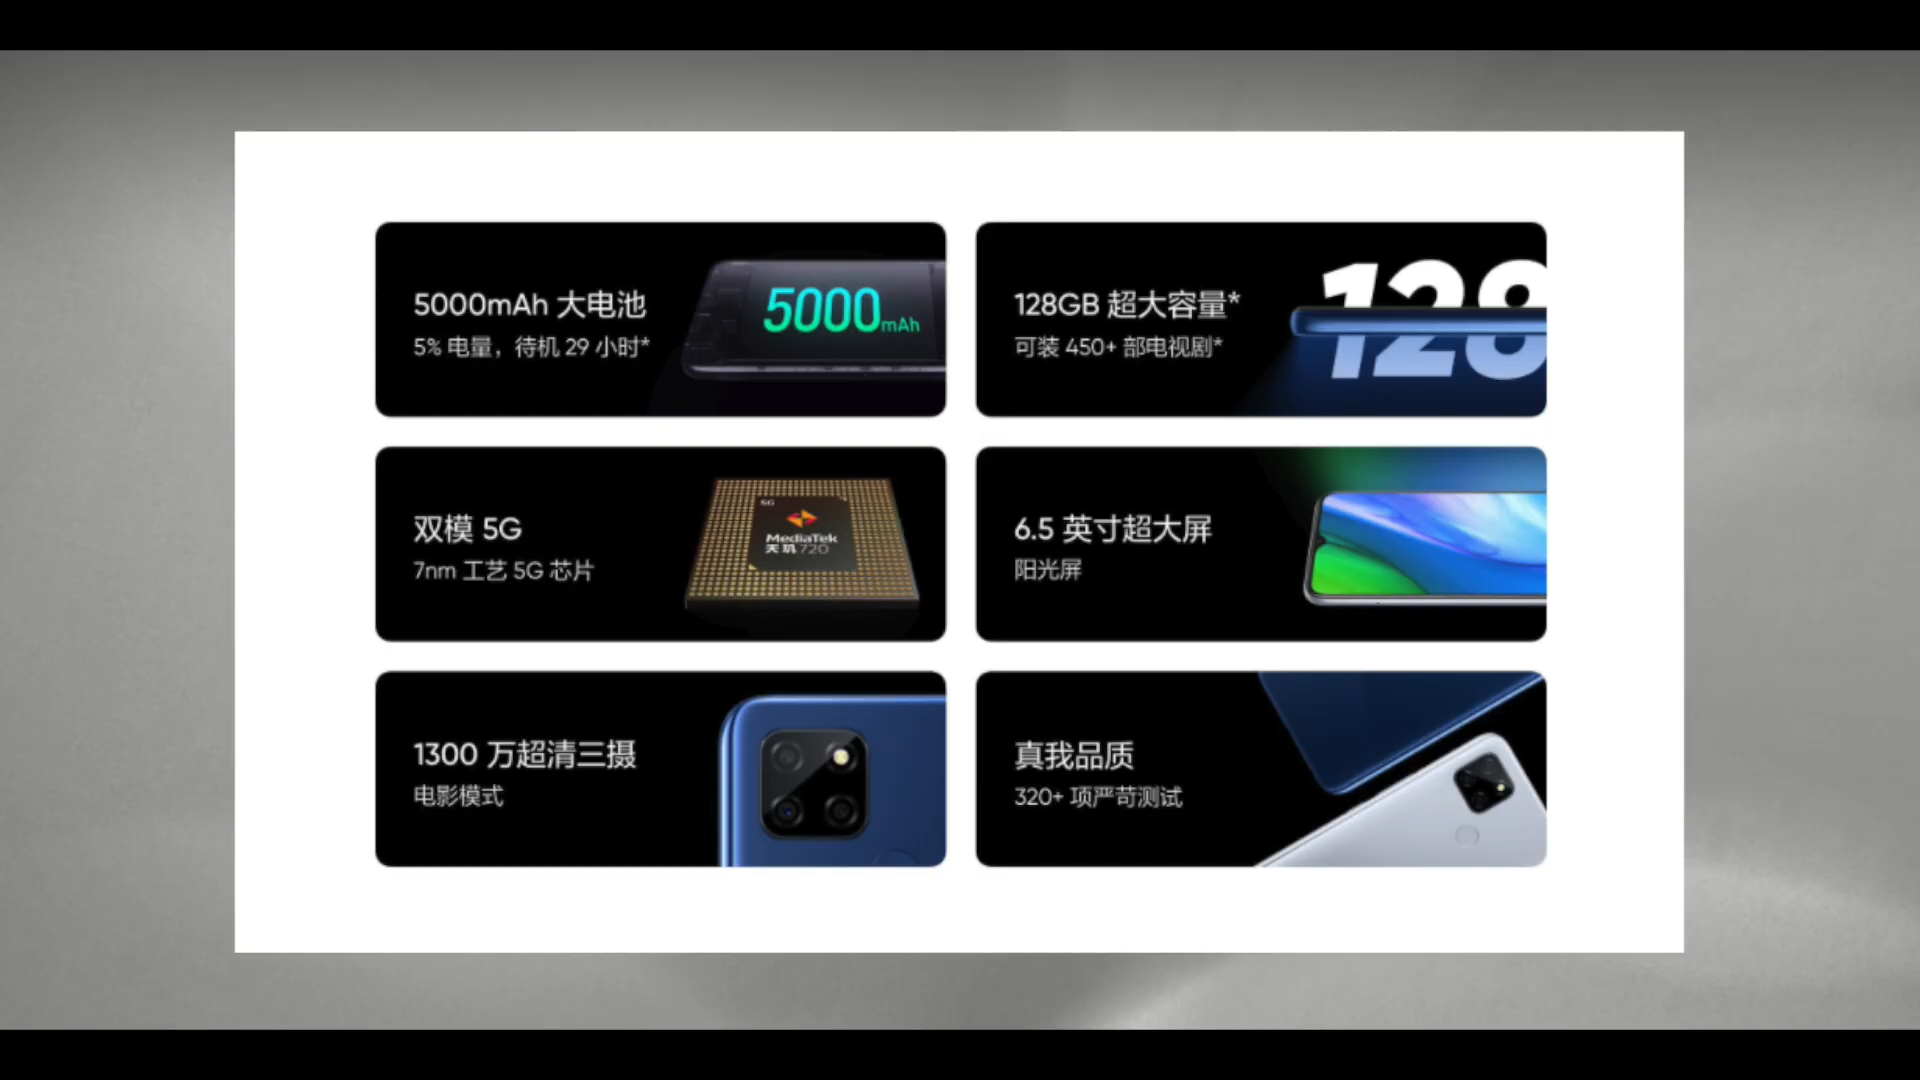 5000mAh 大电池
5% 电量，待机 29 小时*
5000mAh
128GB 超大容量*
可装 450+ 部电视剧*
128
双模 5G
7nm 工艺 5G 芯片
5G
MediaTek
天玑 720
6.5 英寸超大屏
阳光屏
1300 万超清三摄
电影模式
真我品质
320+ 项严苛测试